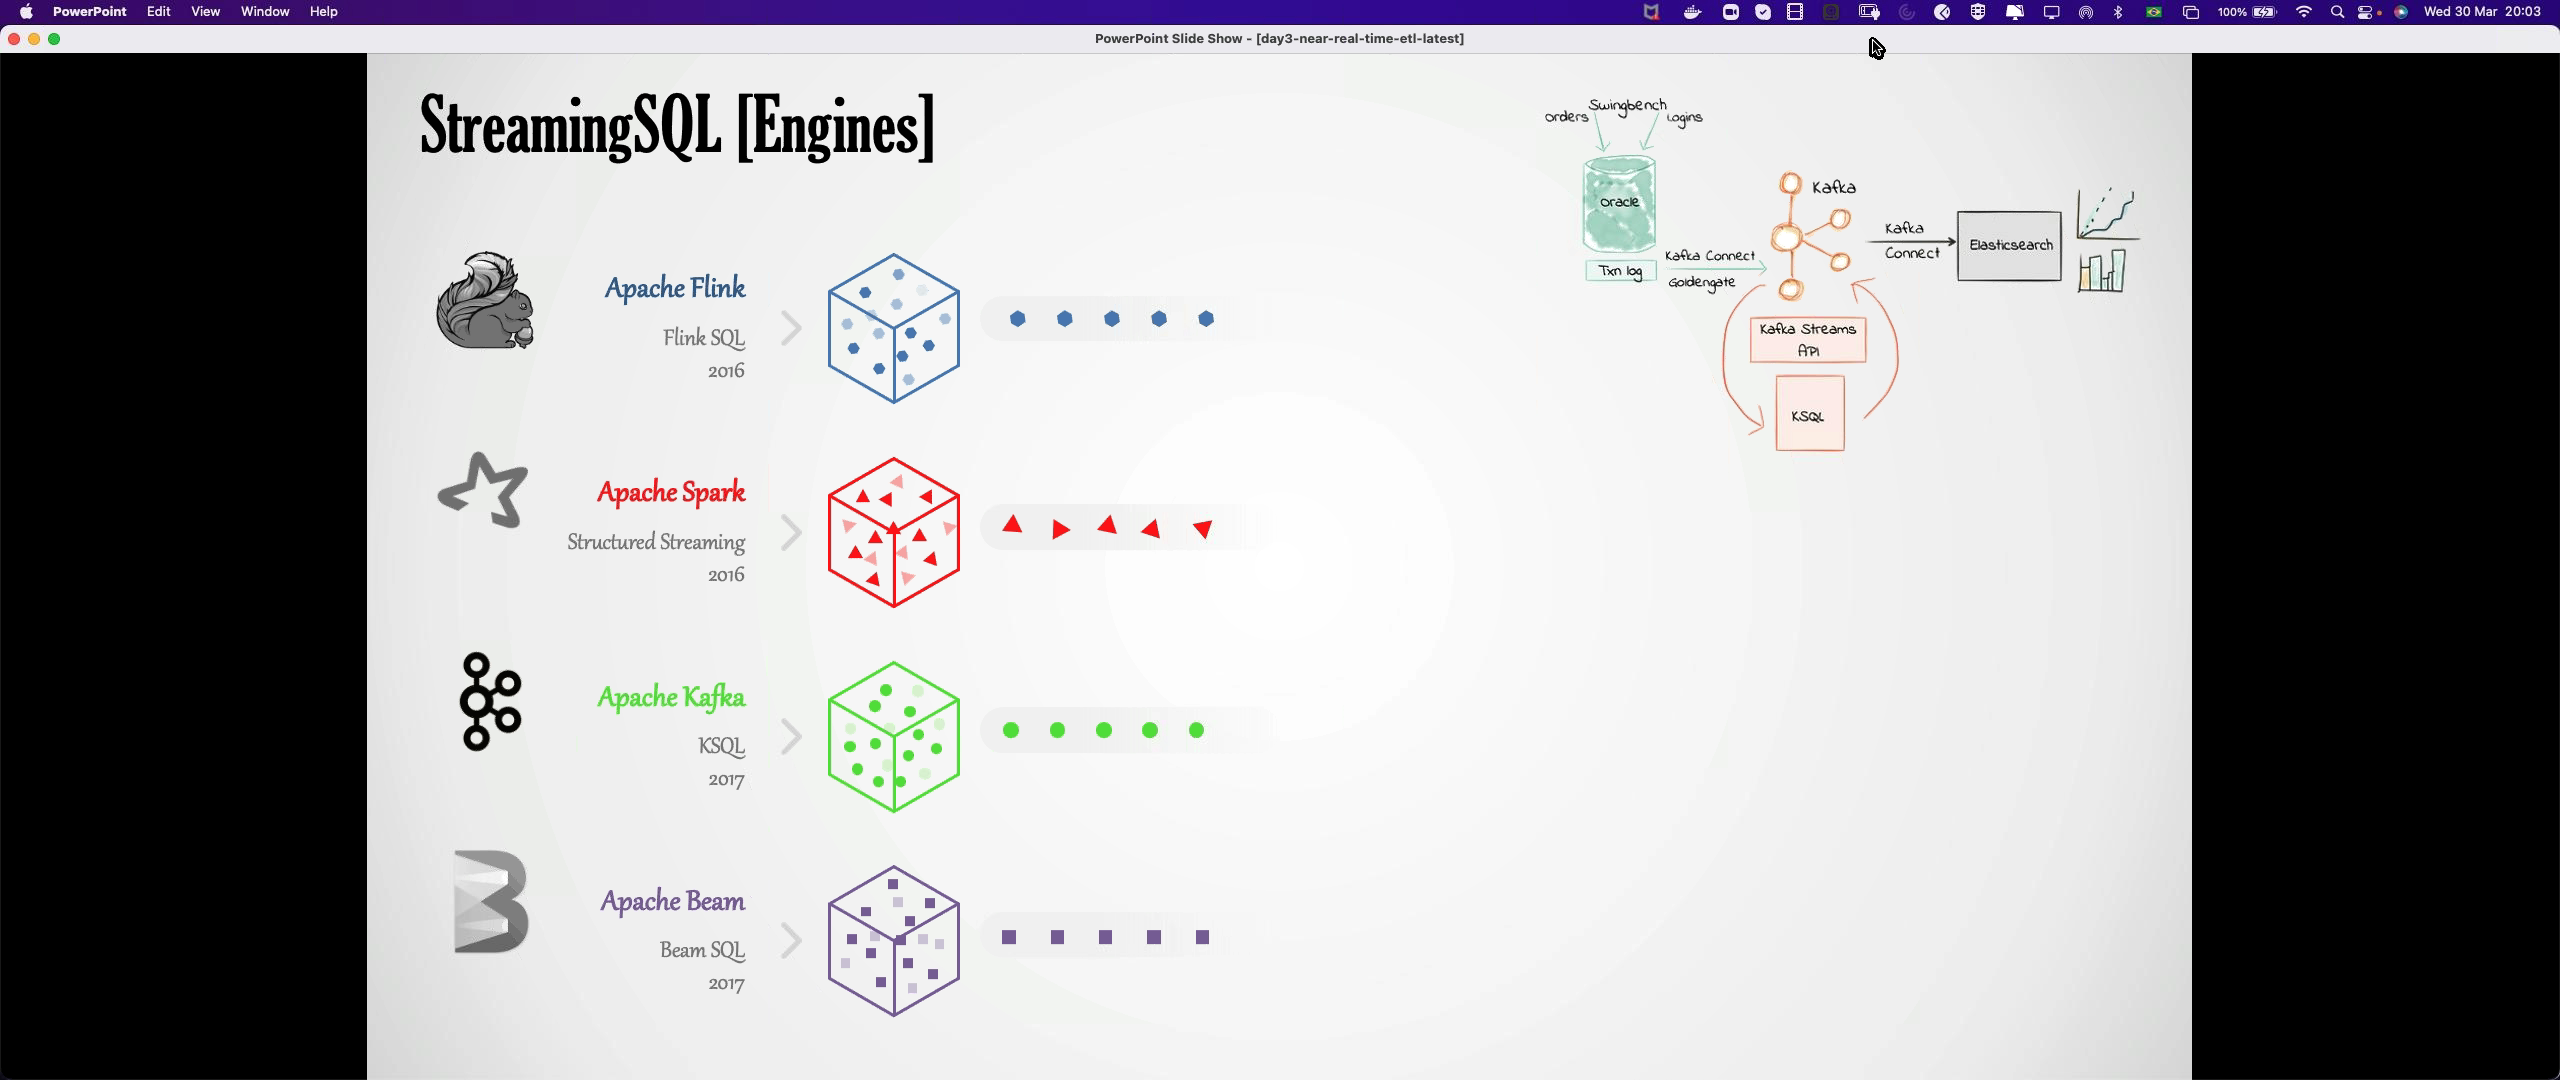 PowerPoint Edit View Window Help
100% Wed 30 Mar 20:03
PowerPoint Slide Show - [day3-near-real-time-etl-latest]
StreamingSQL [Engines]
Apache Flink
Flink SQL
2016
Apache Spark
Structured Streaming
2016
Apache Kafka
KSQL
2017
Apache Beam
Beam SQL
2017
Swingbench
orders
Logins
oracle
Txn log
Kafka Connect
Goldengate
Kafka
Kafka
Connect
Elasticsearch
Kafka Streams
API
KSQL